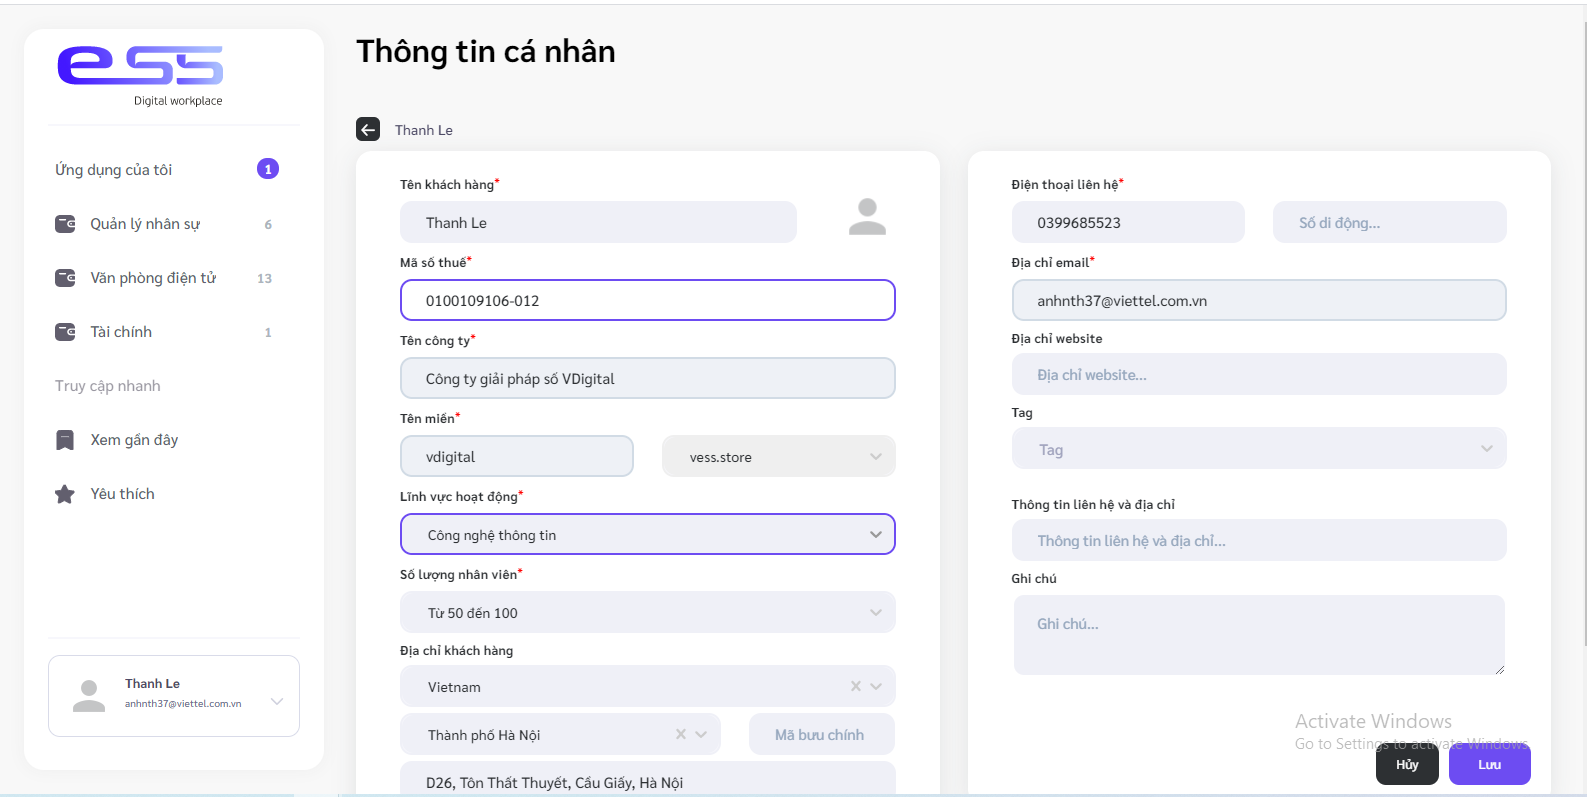 ess
Digital workplace
Ứng dụng của tôi 1
Quản lý nhân sự 6
Văn phòng điện tử 13
Tài chính 1
Truy cập nhanh
Xem gần đây
Yêu thích
Thanh Le
anhnth37@viettel.com.vn
Thông tin cá nhân
Thanh Le
Tên khách hàng*
Thanh Le
Mã số thuế*
0100109106-012
Tên công ty*
Công ty giải pháp số VDigital
Tên miền*
vdigital vess.store
Lĩnh vực hoạt động*
Công nghệ thông tin
Số lượng nhân viên*
Từ 50 đến 100
Địa chỉ khách hàng
Vietnam
Thành phố Hà Nội Mã bưu chính
D26, Tôn Thất Thuyết, Cầu Giấy, Hà Nội
Điện thoại liên hệ*
0399685523 Số di động...
Địa chỉ email*
anhnth37@viettel.com.vn
Địa chỉ website
Địa chỉ website...
Tag
Tag
Thông tin liên hệ và địa chỉ
Thông tin liên hệ và địa chỉ...
Ghi chú
Ghi chú...
Activate Windows
Go to Settings to activate Windows.
Hủy Lưu